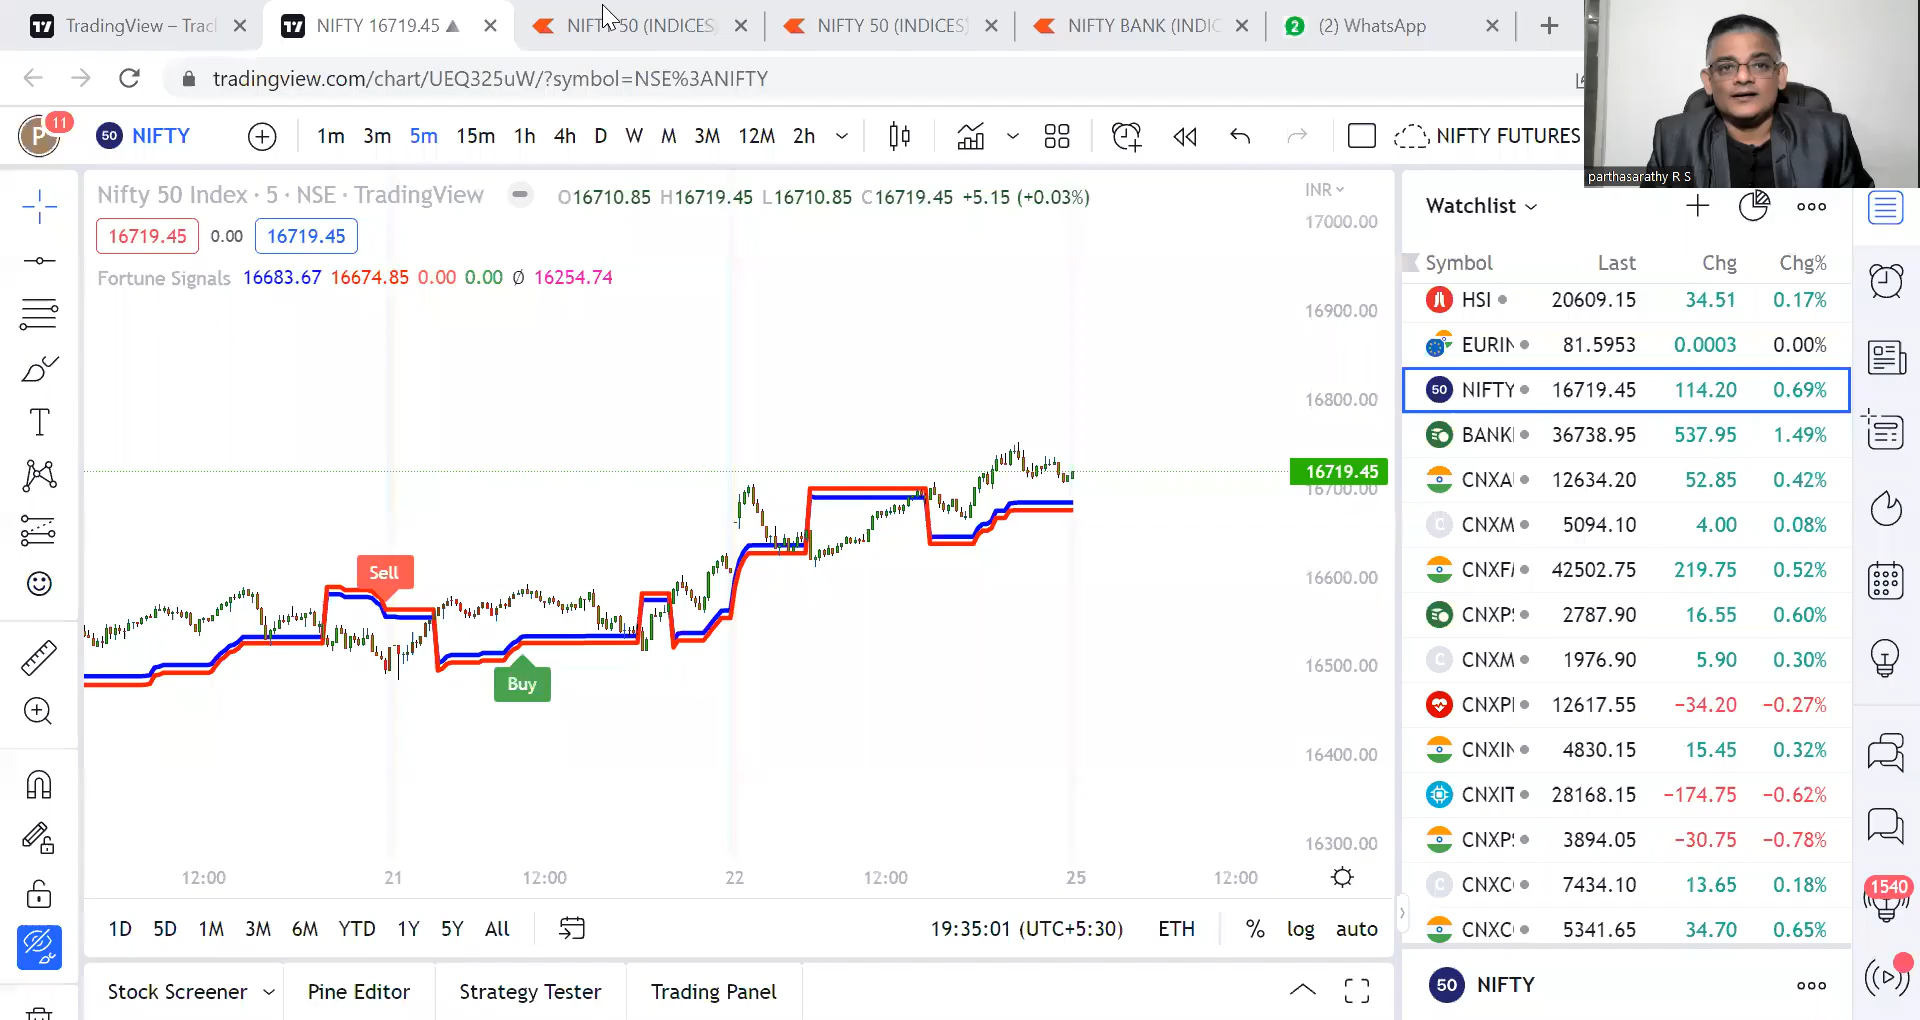 TradingView – Trac
NIFTY 16719.45 ▲
NIFTY 50 (INDICES)
NIFTY 50 (INDICES)
NIFTY BANK (INDIC
2 (2) WhatsApp
tradingview.com/chart/UEQ325uW/?symbol=NSE%3ANIFTY
P 11
50 NIFTY
1m 3m 5m 15m 1h 4h D W M 3M 12M 2h
NIFTY FUTURES
parthasarathy R S
Nifty 50 Index · 5 · NSE · TradingView
O16710.85 H16719.45 L16710.85 C16719.45 +5.15 (+0.03%)
INR
16719.45 0.00 16719.45
Fortune Signals 16683.67 16674.85 0.00 0.00 Ø 16254.74
17000.00
16900.00
16800.00
16719.45
16700.00
16600.00
16500.00
16400.00
16300.00
Sell
Buy
12:00 21 12:00 22 12:00 25 12:00
1D 5D 1M 3M 6M YTD 1Y 5Y All
19:35:01 (UTC+5:30) ETH % log auto
Stock Screener Pine Editor Strategy Tester Trading Panel
Watchlist
Symbol Last Chg Chg%
HSI 20609.15 34.51 0.17%
EURIN 81.5953 0.0003 0.00%
50 NIFTY 16719.45 114.20 0.69%
BANK 36738.95 537.95 1.49%
CNXA 12634.20 52.85 0.42%
C CNXM 5094.10 4.00 0.08%
CNXF 42502.75 219.75 0.52%
CNXP 2787.90 16.55 0.60%
C CNXM 1976.90 5.90 0.30%
CNXP 12617.55 −34.20 −0.27%
CNXIN 4830.15 15.45 0.32%
CNXIT 28168.15 −174.75 −0.62%
CNXP 3894.05 −30.75 −0.78%
C CNXC 7434.10 13.65 0.18%
CNXC 5341.65 34.70 0.65%
50 NIFTY
1540